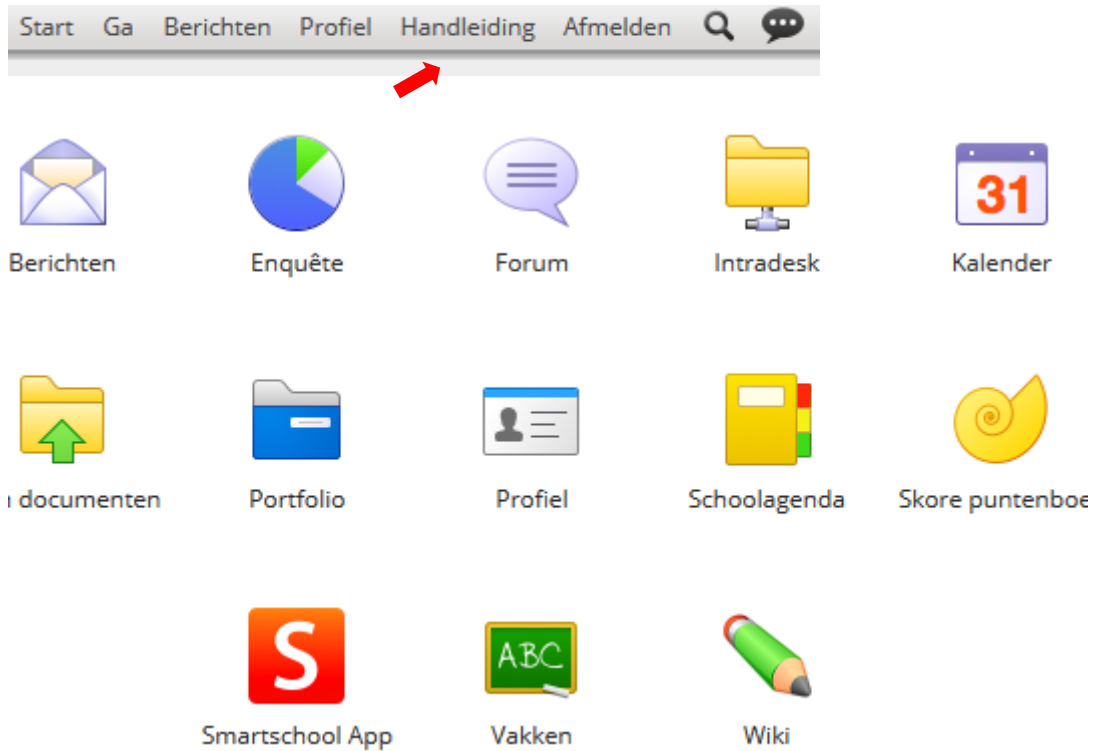 Start Ga Berichten Profiel Handleiding Afmelden
31
Berichten Enquête Forum Intradesk Kalender
documenten Portfolio Profiel Schoolagenda Skore puntenboe
S
ABC
Smartschool App Vakken Wiki